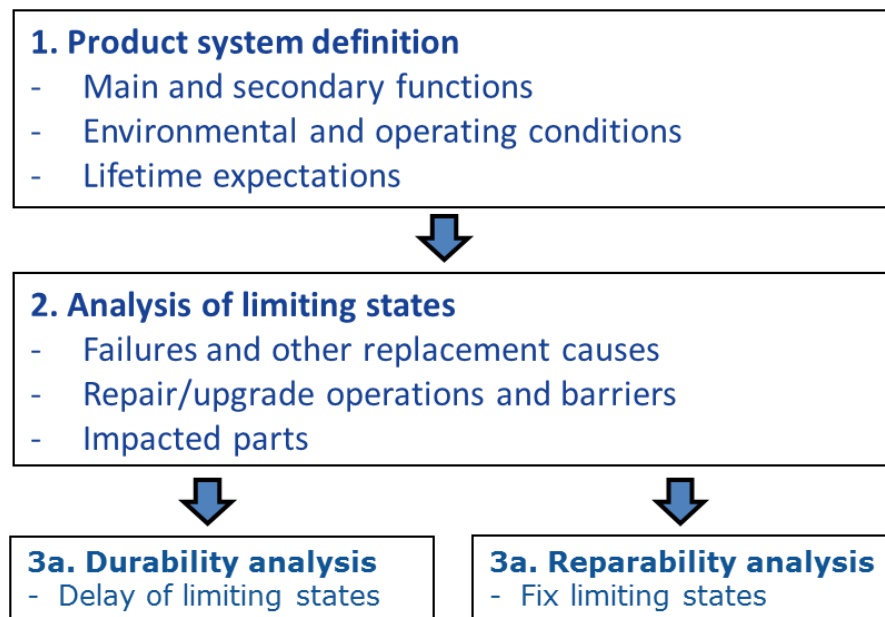 1. Product system definition
- Main and secondary functions
- Environmental and operating conditions
- Lifetime expectations
2. Analysis of limiting states
- Failures and other replacement causes
- Repair/upgrade operations and barriers
- Impacted parts
3a. Durability analysis
- Delay of limiting states
3a. Reparability analysis
- Fix limiting states